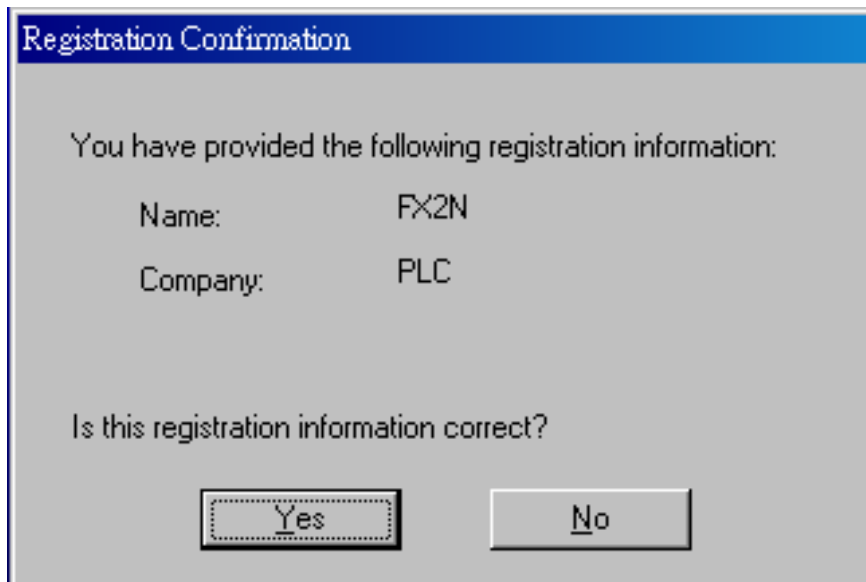 Registration Confirmation
You have provided the following registration information:
Name: FX2N
Company: PLC
Is this registration information correct?
Yes No